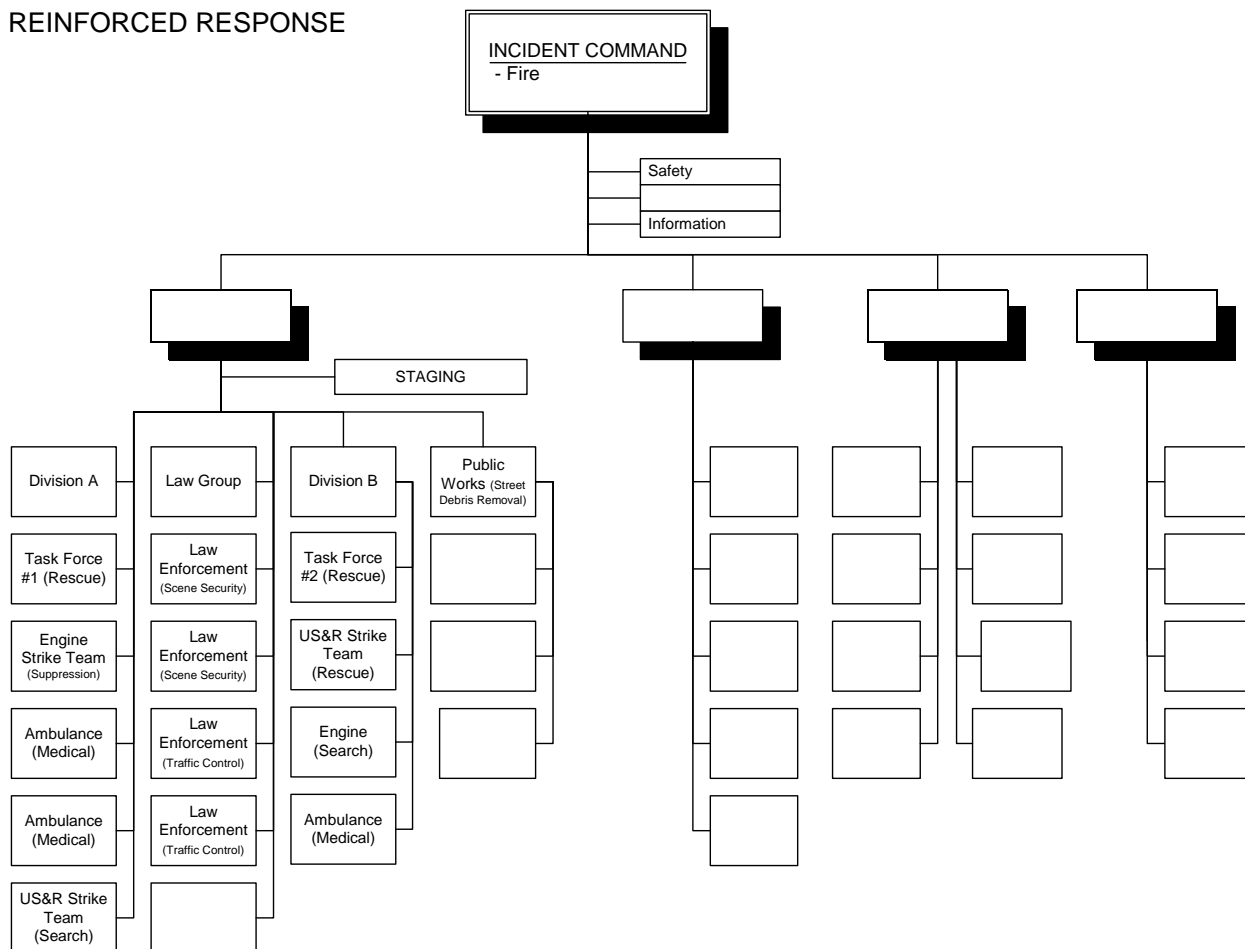 REINFORCED RESPONSE
INCIDENT COMMAND
- Fire
Safety
Information
STAGING
Division A
Law Group
Division B
Public
Works (Street
Debris Removal)
Task Force
#1 (Rescue)
Law
Enforcement
(Scene Security)
Task Force
#2 (Rescue)
Engine
Strike Team
(Suppression)
Law
Enforcement
(Scene Security)
US&R Strike
Team
(Rescue)
Ambulance
(Medical)
Law
Enforcement
(Traffic Control)
Engine
(Search)
Ambulance
(Medical)
Law
Enforcement
(Traffic Control)
Ambulance
(Medical)
US&R Strike
Team
(Search)